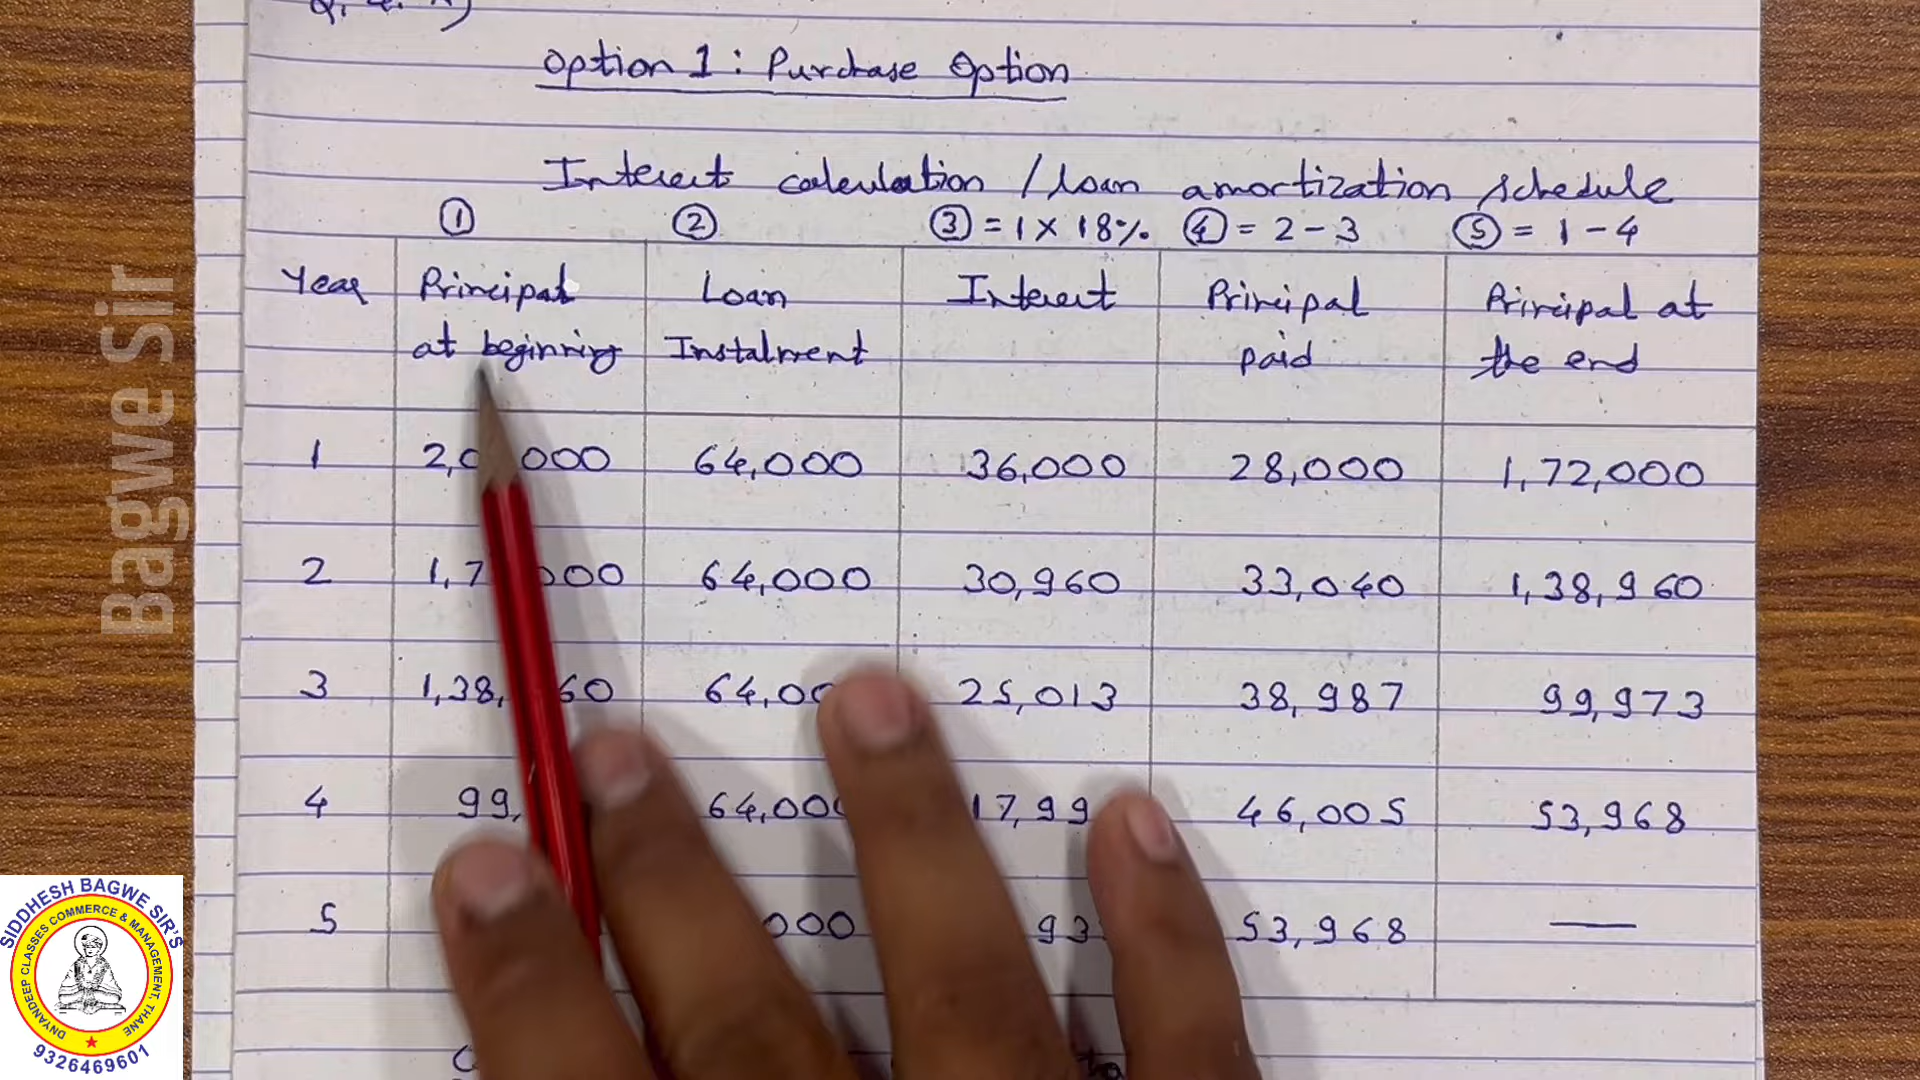 Option 1 : Purchase Option
Interest calculation / loan amortization schedule
① ② ③ = 1 × 18% ④ = 2 - 3 ⑤ = 1 - 4
Year Principal at beginning Loan Instalment Interest Principal paid Principal at the end
1 64,000 36,000 28,000 1,72,000
2 64,000 30,960 33,040 1,38,960
3 25,013 38,987 99,973
4 46,005 53,968
5 53,968 —
Bagwe Sir
SIDDHESH BAGWE SIR'S
DNYANDEEP CLASSES COMMERCE & MANAGEMENT, THANE
9326469601